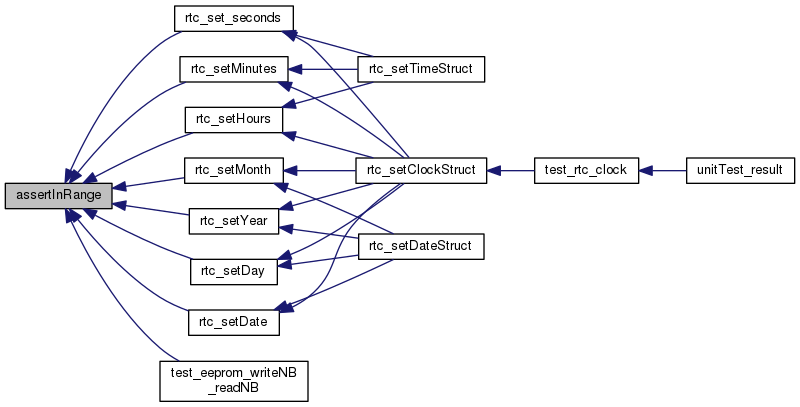 rtc_set_seconds
rtc_setMinutes
rtc_setTimeStruct
rtc_setHours
rtc_setMonth
rtc_setClockStruct
test_rtc_clock
unitTest_result
assertInRange
rtc_setYear
rtc_setDateStruct
rtc_setDay
rtc_setDate
test_eeprom_writeNB
_readNB